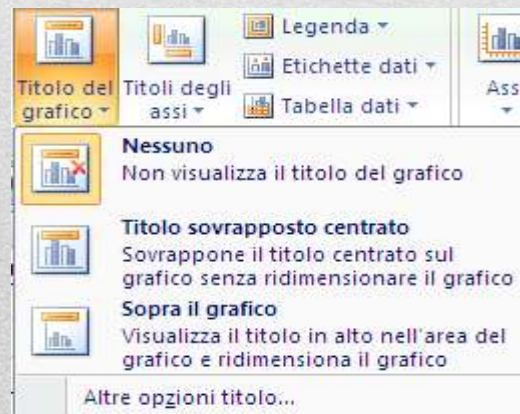 Titolo del
grafico
Titoli degli
assi
Legenda
Etichette dati
Tabella dati
Ass
Nessuno
Non visualizza il titolo del grafico
Titolo sovrapposto centrato
Sovrappone il titolo centrato sul
grafico senza ridimensionare il grafico
Sopra il grafico
Visualizza il titolo in alto nell'area del
grafico e ridimensiona il grafico
Altre opzioni titolo...